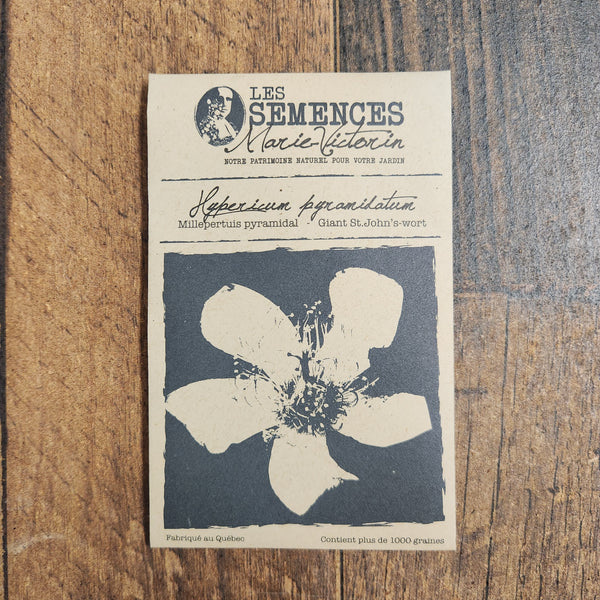 LES
SEMENCES
Marie-Victorin
NOTRE PATRIMOINE NATUREL POUR VOTRE JARDIN
Hypericum pyramidatum
Millepertuis pyramidal - Giant St.John's-wort
Fabriqué au Québec Contient plus de 1000 graines